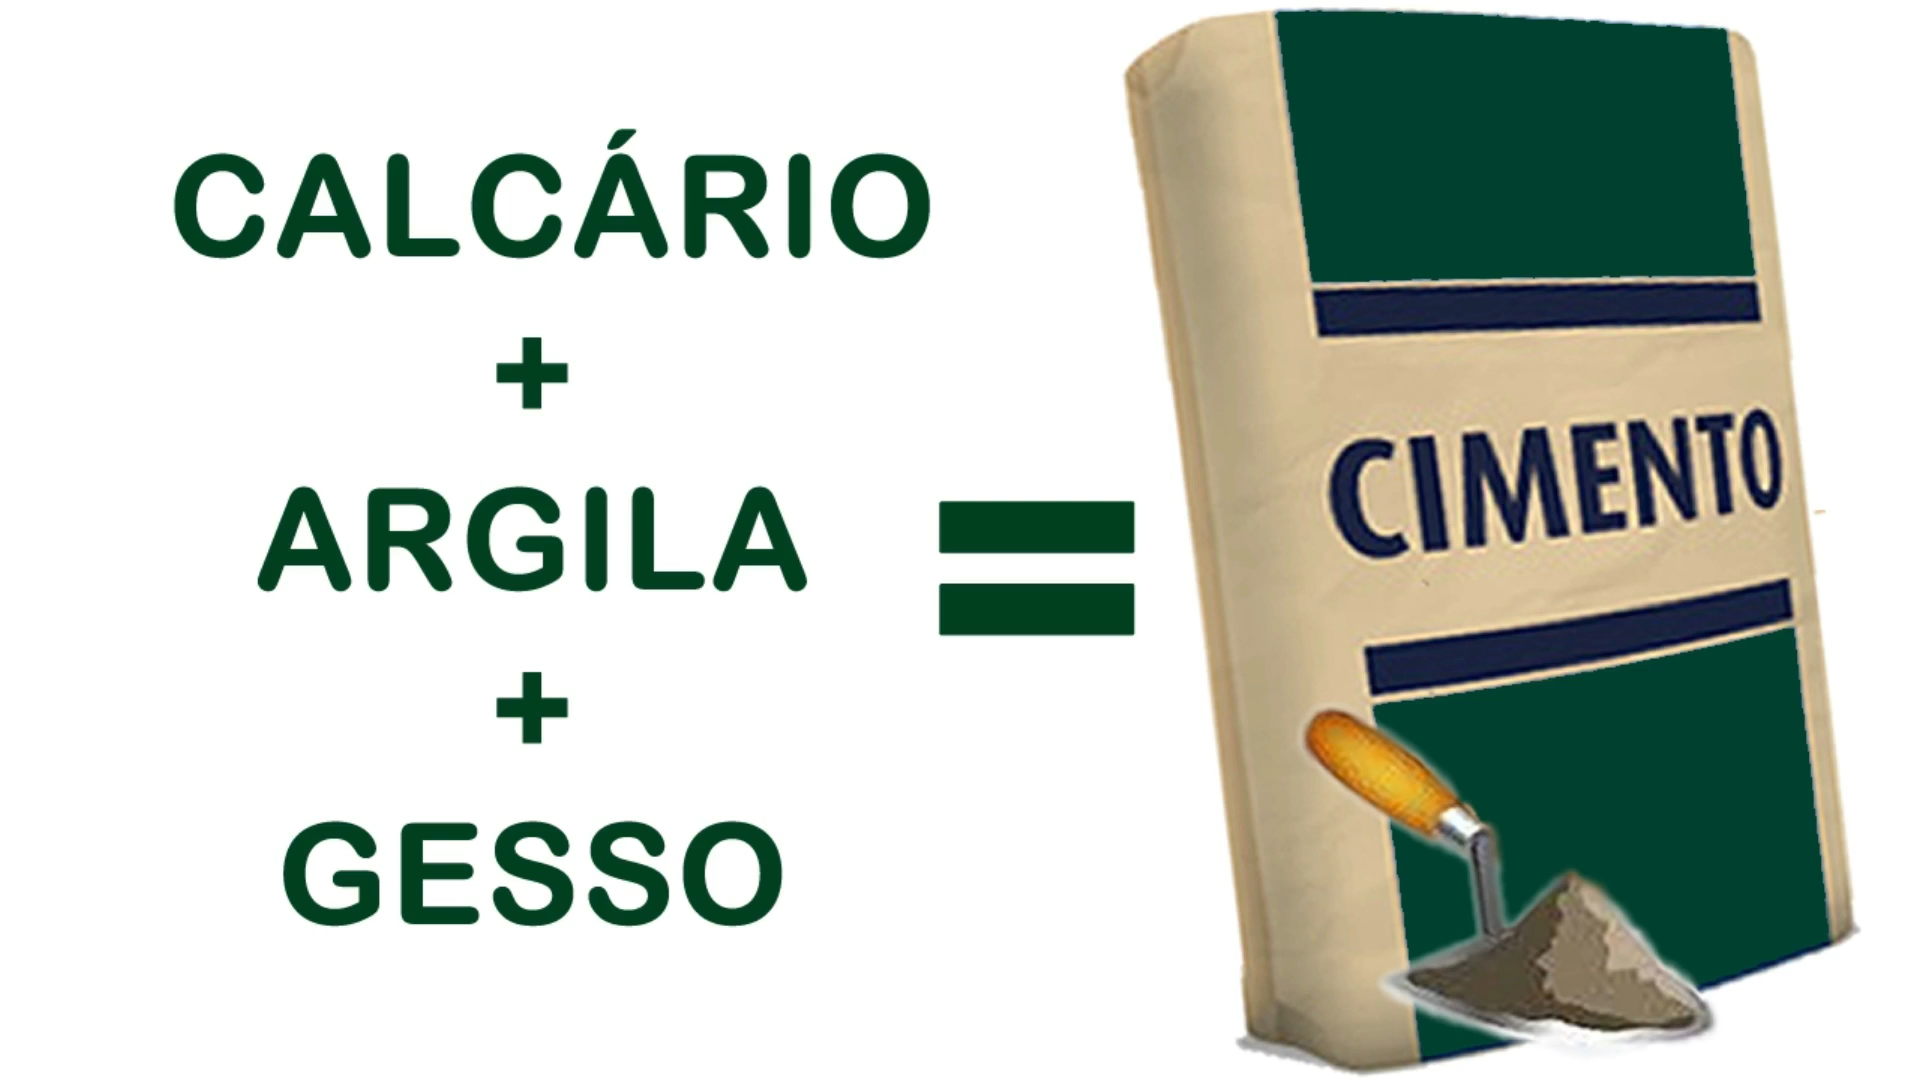 CALCÁRIO
+
ARGILA
+
GESSO
=
CIMENTO